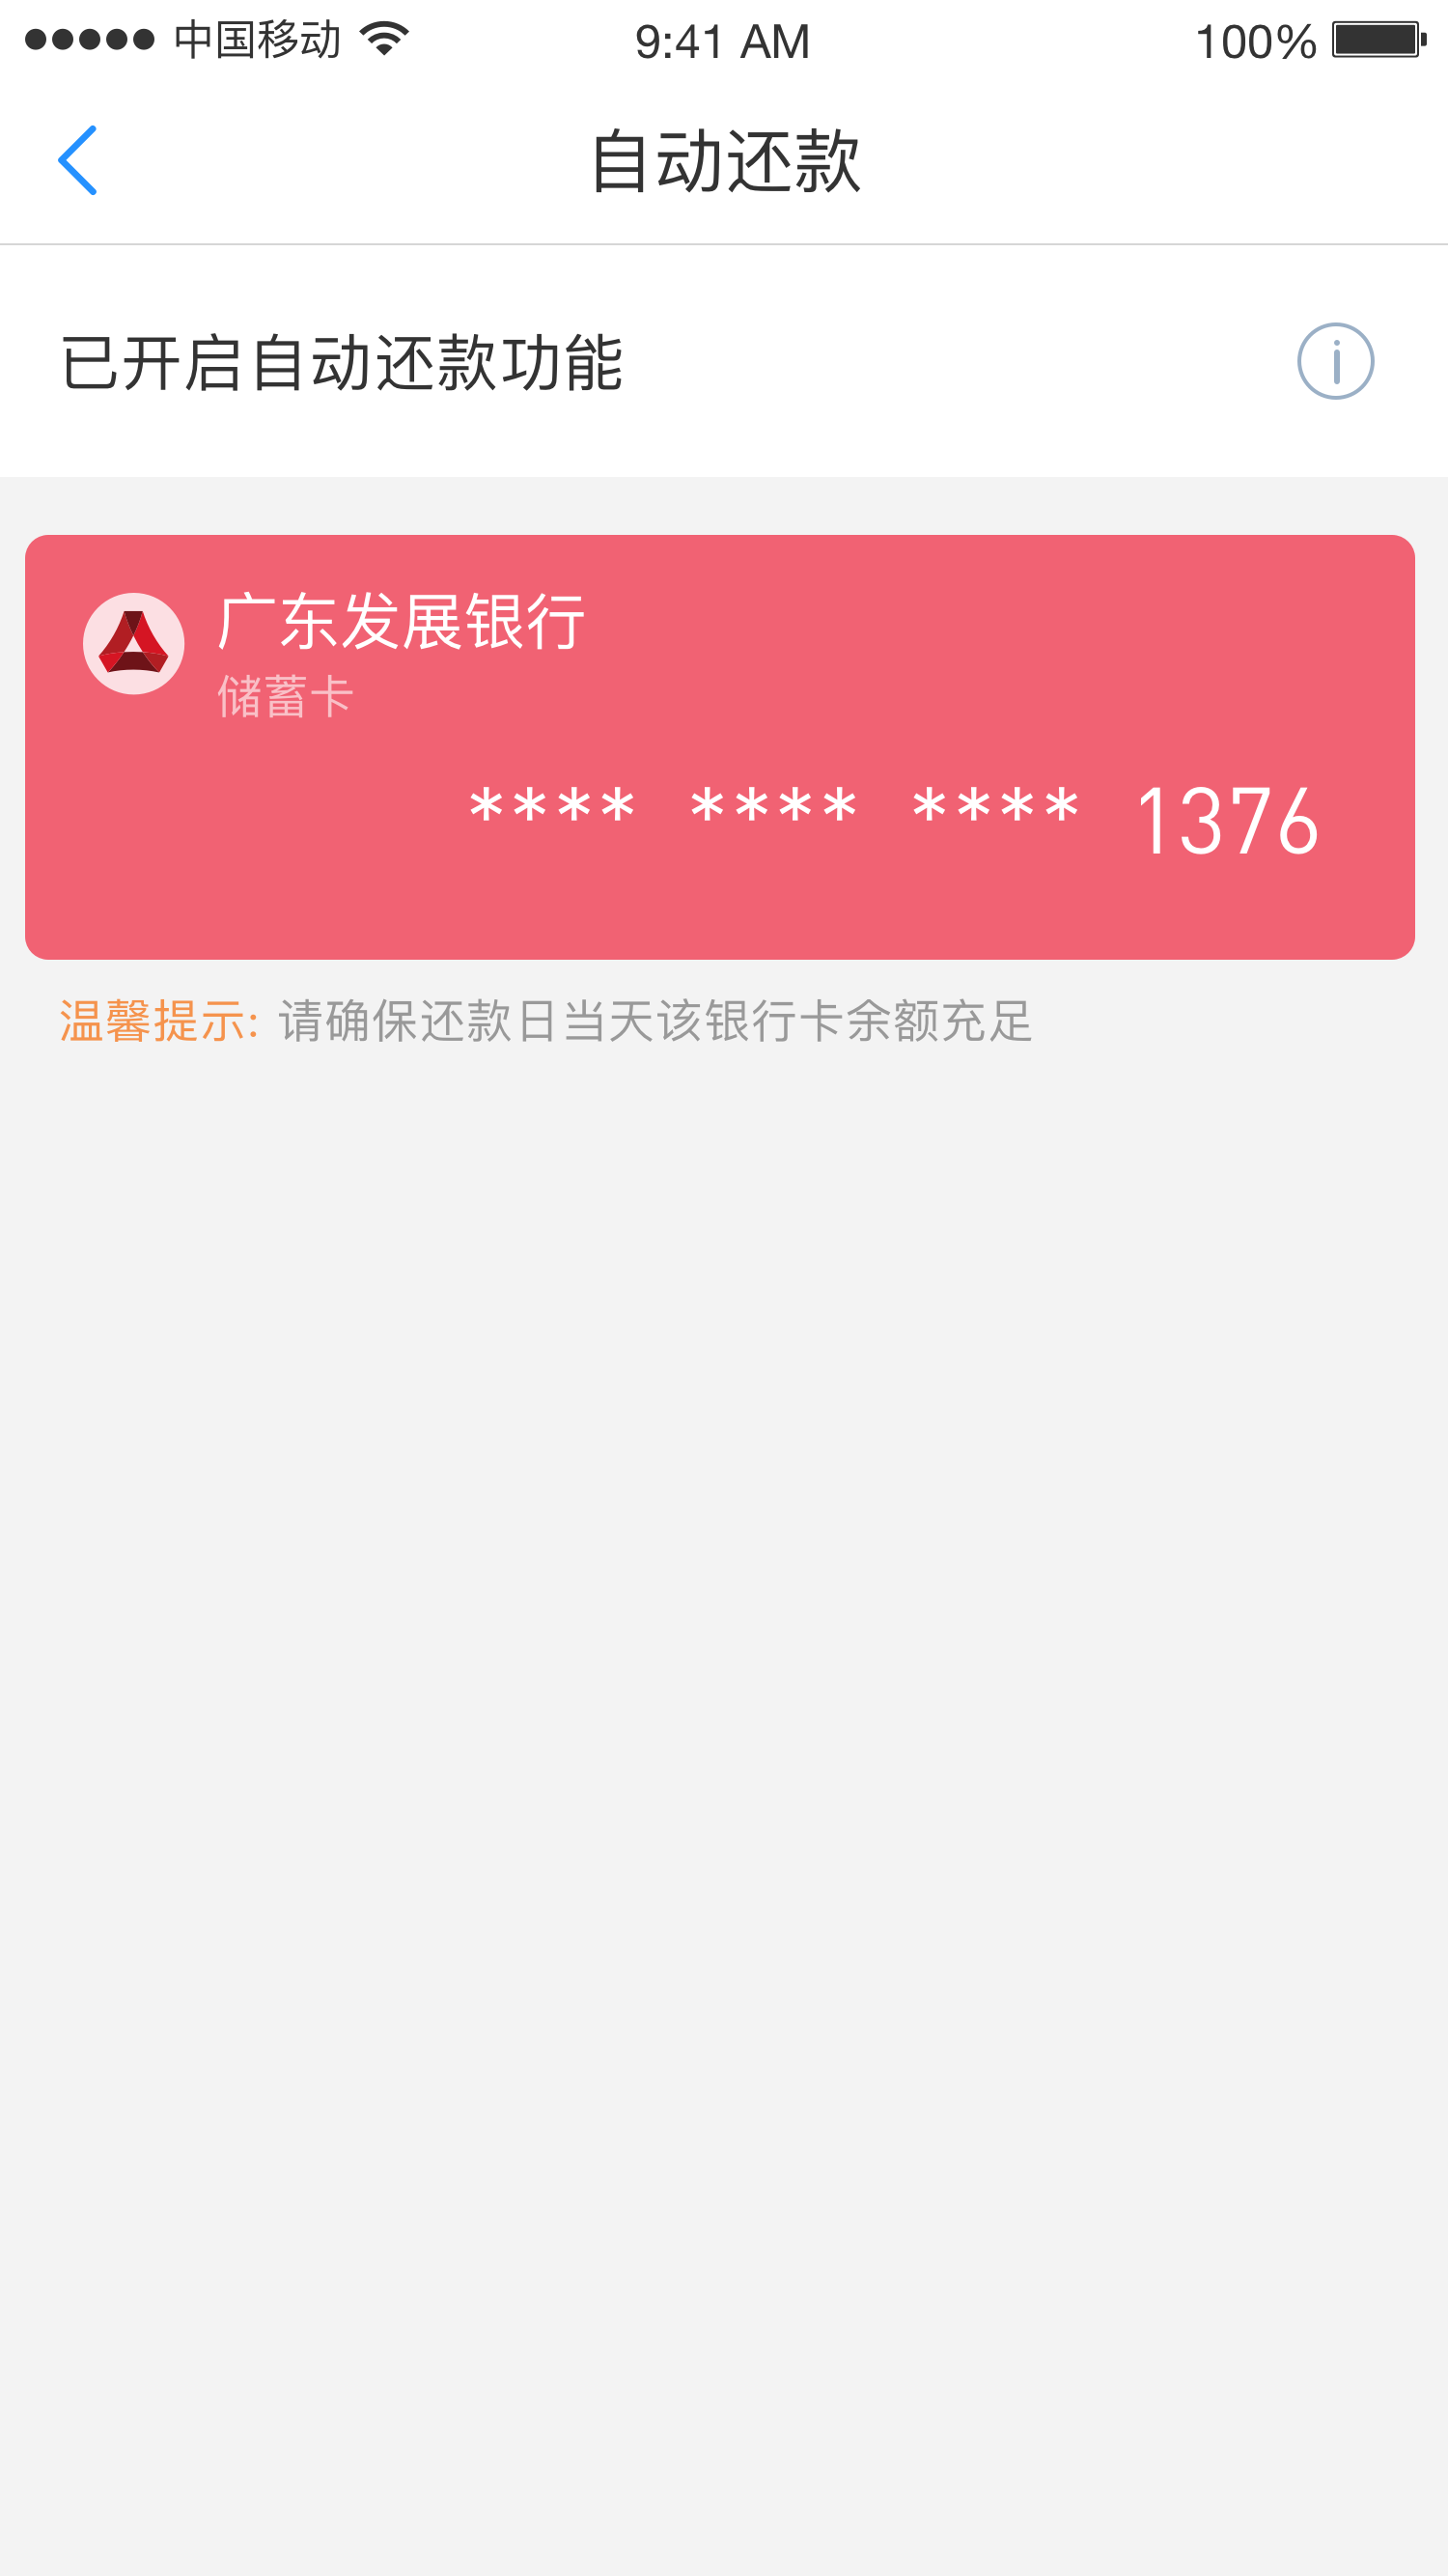 中国移动 9:41 AM 100%
自动还款
已开启自动还款功能
广东发展银行
储蓄卡
**** **** **** 1376
温馨提示: 请确保还款日当天该银行卡余额充足